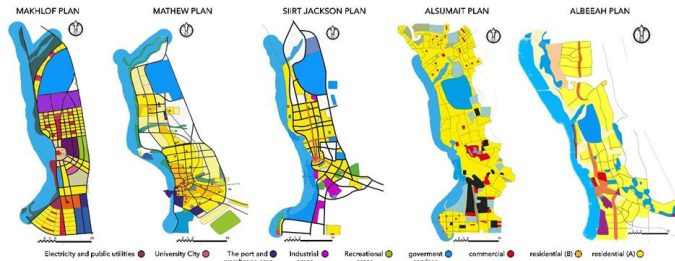 MAKHLOF PLAN
MATHEW PLAN
SIIRT JACKSON PLAN
ALSUMAIT PLAN
ALBEEAH PLAN
Electricity and public utilities
University City
The port and
Industrial
Recreational
goverment
commercial
residential (B)
residential (A)